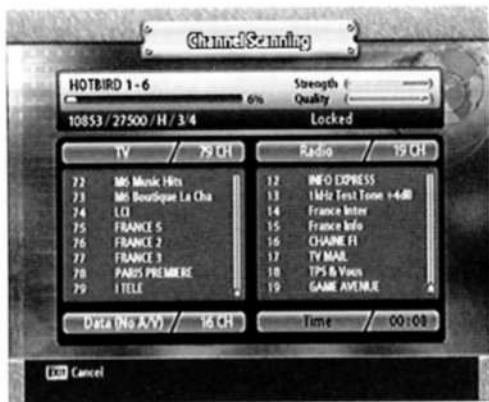 Channel Scanning
HOTBIRD 1-6
6%
Strength
Quality
10853 / 27500 / H / 3/4
Locked
TV / 79 CH
72 M6 Music Hits
73 M6 Boutique La Cha
74 LCI
75 FRANCE 5
76 FRANCE 2
77 FRANCE 3
78 PARIS PREMIERE
79 I TELE
Radio / 19 CH
12 INFO EXPRESS
13 1kHz Test Tone +4dB
14 France Inter
15 France Info
16 CHAINE FI
17 TV MAIL
18 TPS & Vous
19 GAME AVENUE
Data (No A/V) / 16 CH
Time / 00:08
EXIT Cancel